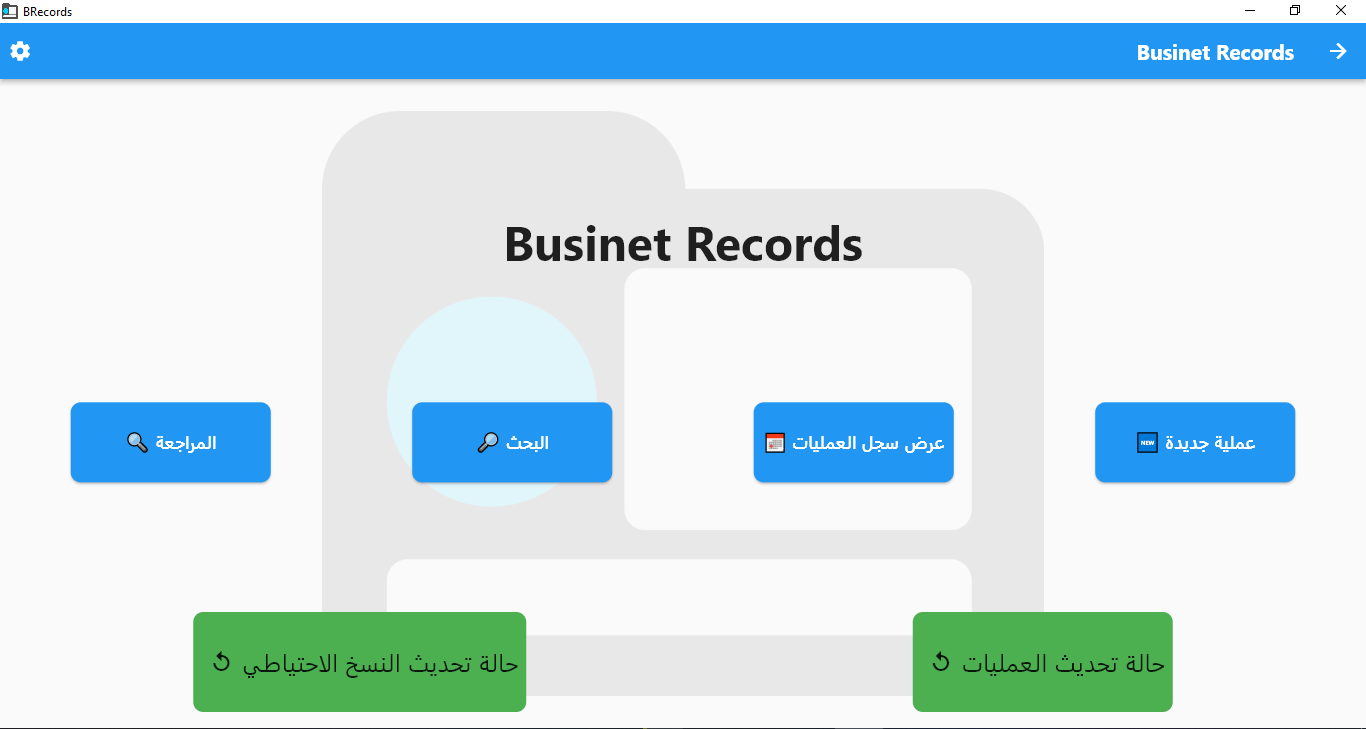 BRecords
Businet Records
Businet Records
عملية جديدة
NEW
عرض سجل العمليات
البحث
المراجعة
حالة تحديث العمليات
حالة تحديث النسخ الاحتياطي